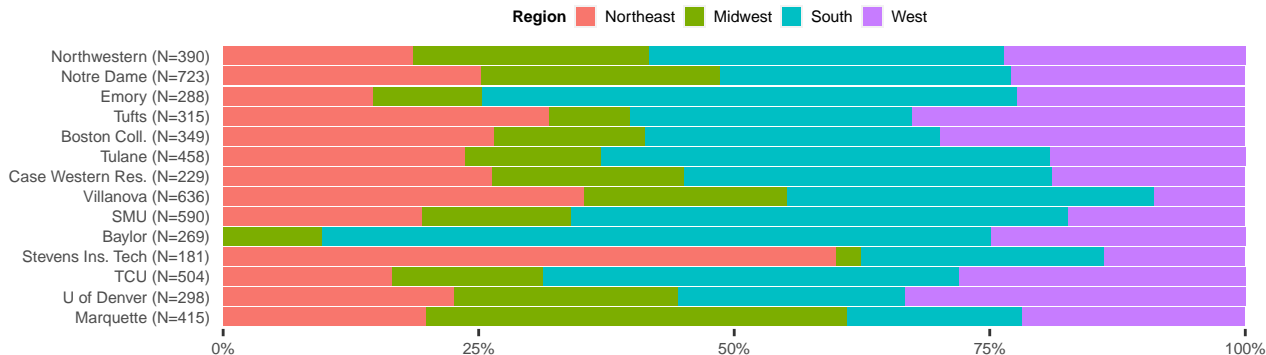 Region Northeast Midwest South West
Northwestern (N=390)
Notre Dame (N=723)
Emory (N=288)
Tufts (N=315)
Boston Coll. (N=349)
Tulane (N=458)
Case Western Res. (N=229)
Villanova (N=636)
SMU (N=590)
Baylor (N=269)
Stevens Ins. Tech (N=181)
TCU (N=504)
U of Denver (N=298)
Marquette (N=415)
0% 25% 50% 75% 100%